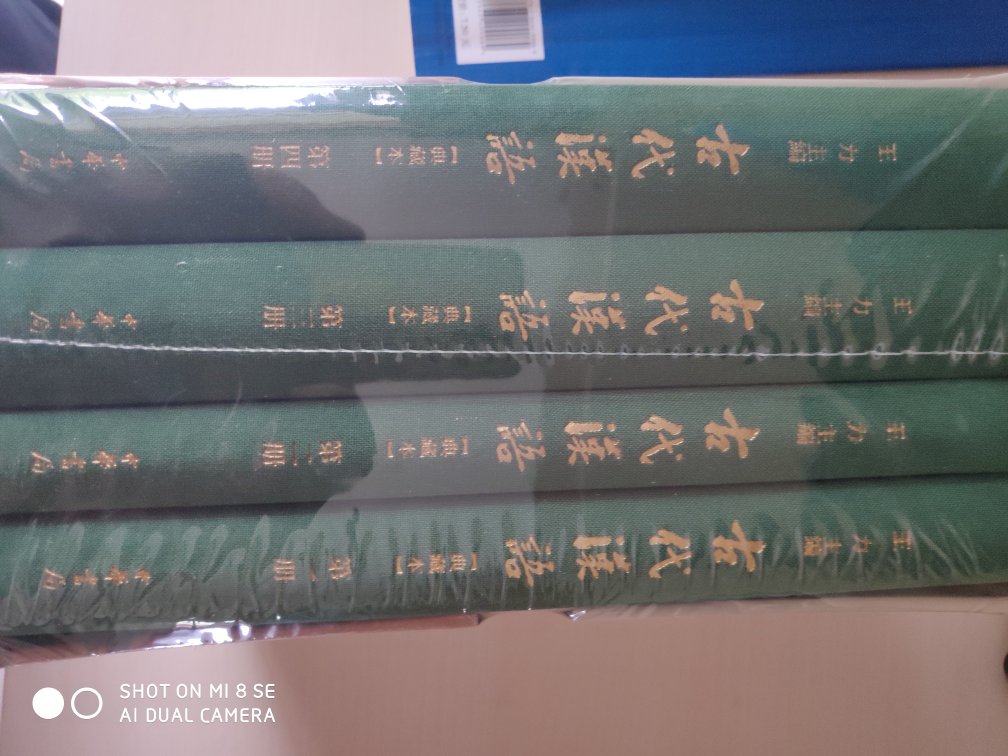 王力主編 古代漢語 【典藏本】 第四册 中華書局
王力主編 古代漢語 【典藏本】 第三册 中華書局
王力主編 古代漢語 【典藏本】 第二册 中華書局
王力主編 古代漢語 【典藏本】 第一册 中華書局
SHOT ON MI 8 SE
AI DUAL CAMERA